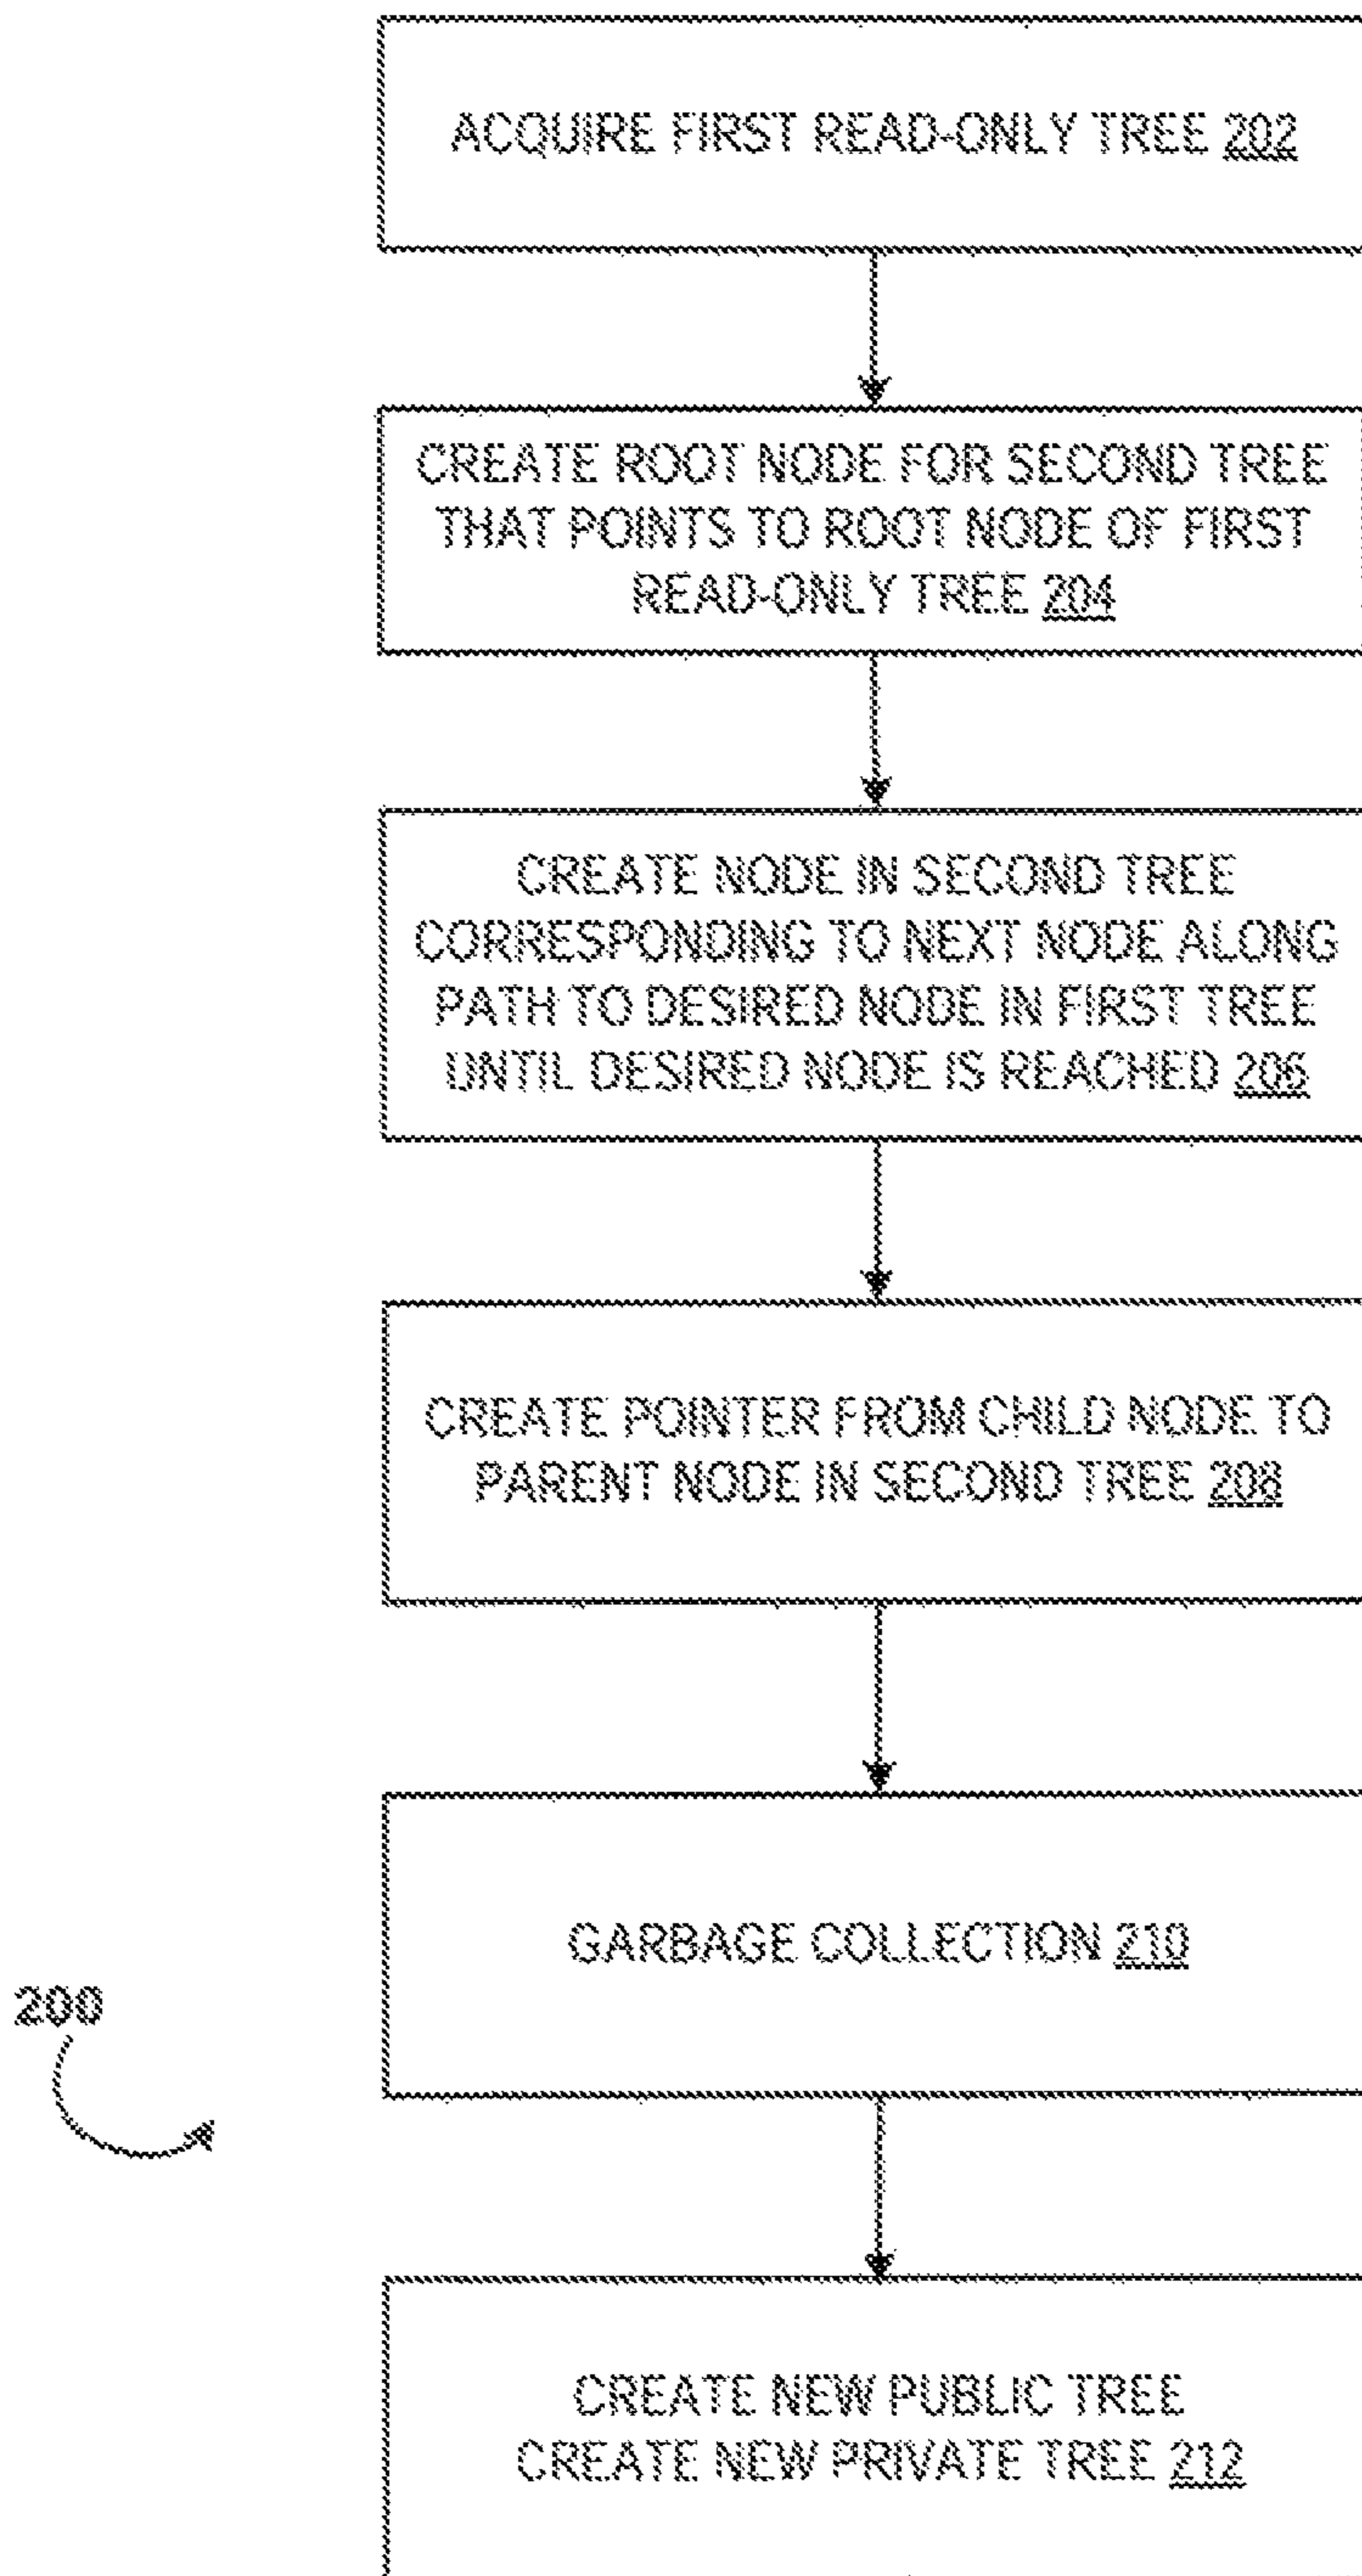 ACQUIRE FIRST READ-ONLY TREE 202
CREATE ROOT NODE FOR SECOND TREE
THAT POINTS TO ROOT NODE OF FIRST
READ-ONLY TREE 204
CREATE NODE IN SECOND TREE
CORRESPONDING TO NEXT NODE ALONG
PATH TO DESIRED NODE IN FIRST TREE
UNTIL DESIRED NODE IS REACHED 206
CREATE POINTER FROM CHILD NODE TO
PARENT NODE IN SECOND TREE 208
GARBAGE COLLECTION 210
200
CREATE NEW PUBLIC TREE
CREATE NEW PRIVATE TREE 212